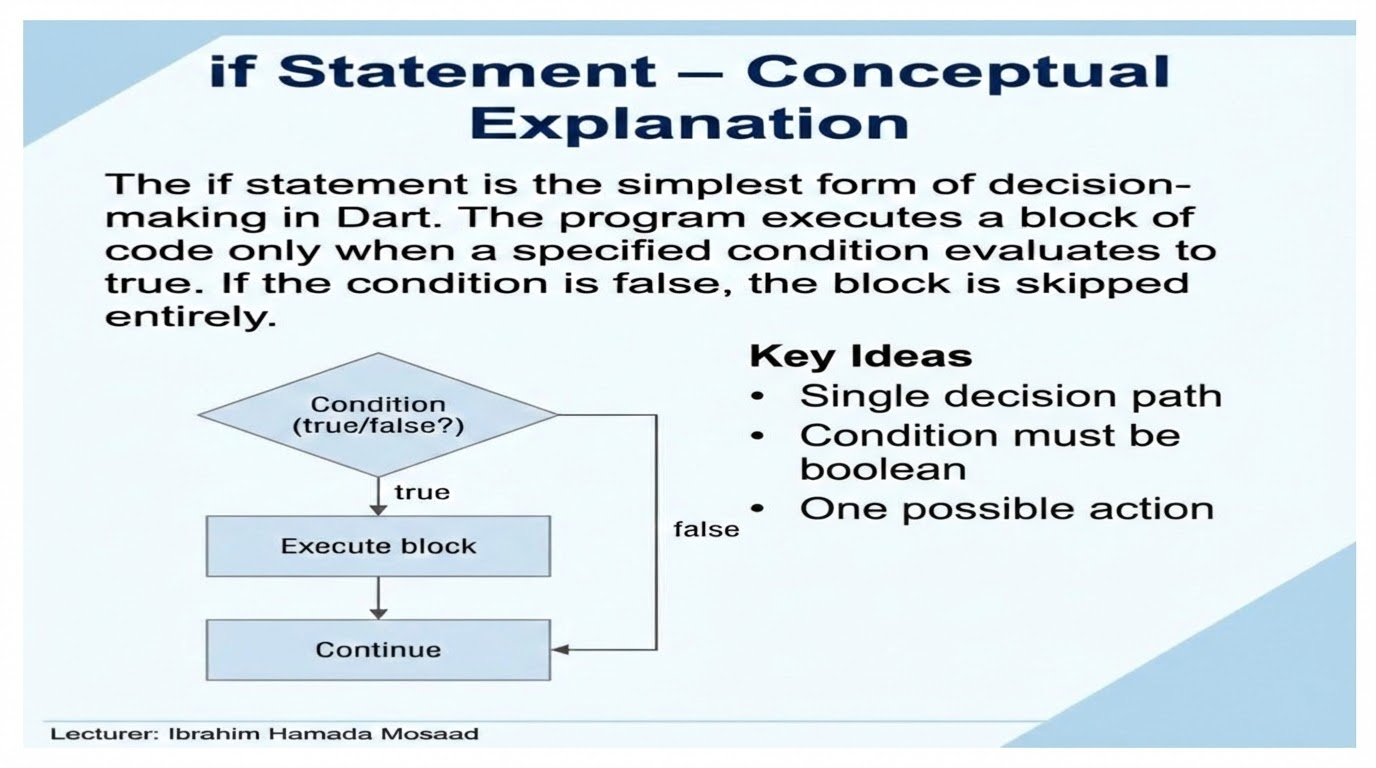 if Statement – Conceptual
Explanation
The if statement is the simplest form of decision-
making in Dart. The program executes a block of
code only when a specified condition evaluates to
true. If the condition is false, the block is skipped
entirely.
Condition
(true/false?)
true
Execute block
false
Continue
Key Ideas
• Single decision path
• Condition must be
boolean
• One possible action
Lecturer: Ibrahim Hamada Mosaad